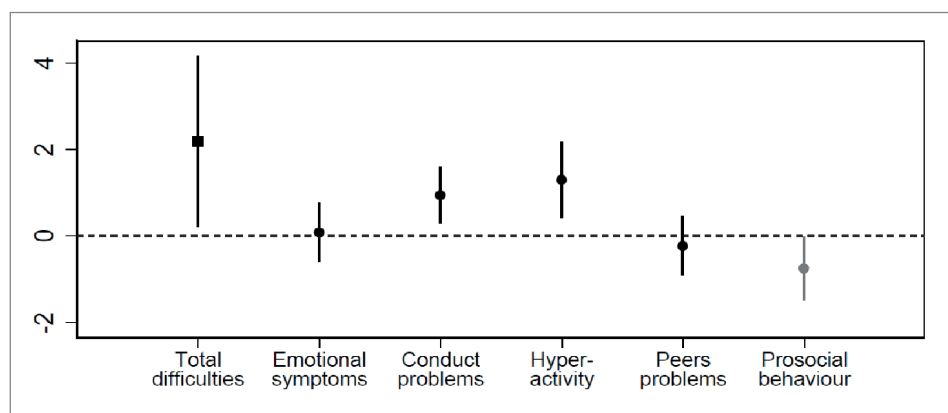 4
2
0
-2
Total difficulties
Emotional symptoms
Conduct problems
Hyper-activity
Peers problems
Prosocial behaviour